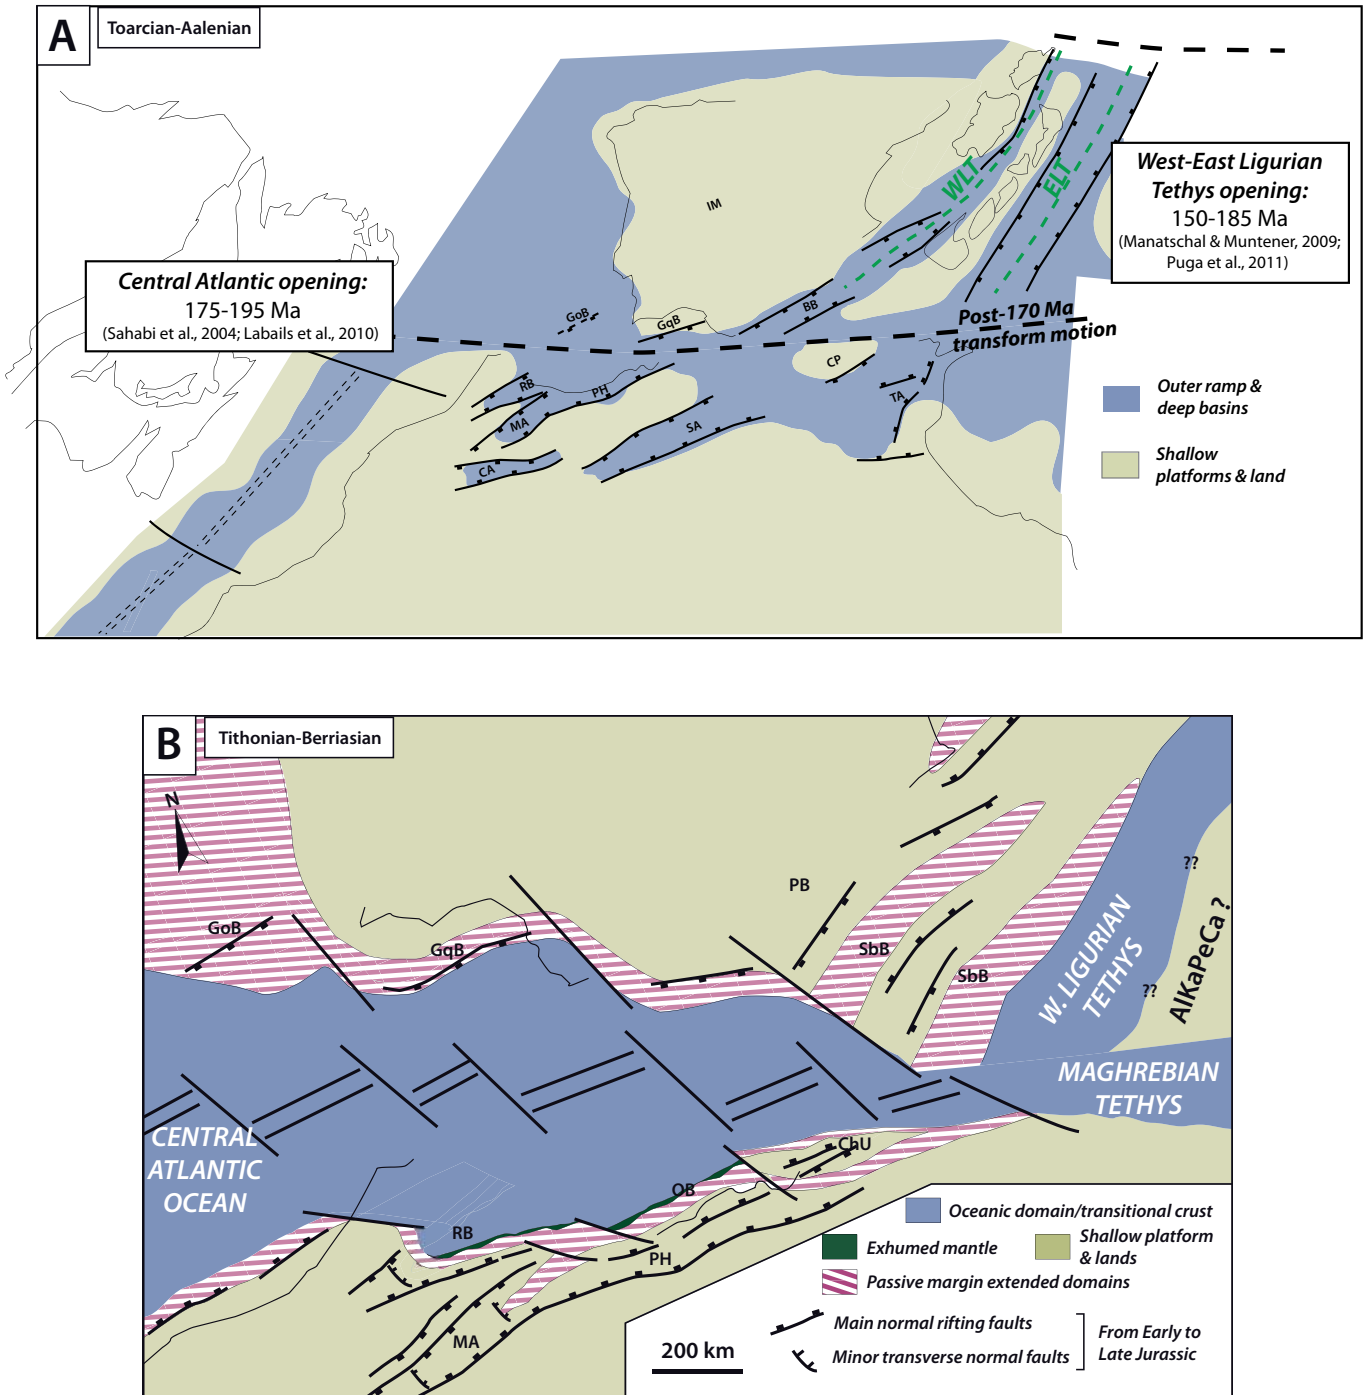 A
Toarcian-Aalenian
West-East Ligurian
Tethys opening:
150-185 Ma
(Manatschal & Muntener, 2009;
Puga et al., 2011)
WLT
ELT
IM
Central Atlantic opening:
175-195 Ma
(Sahabi et al., 2004; Labails et al., 2010)
GoB
GqB
BB
Post-170 Ma
transform motion
CP
RB
PH
TA
MA
SA
CA
Outer ramp &
deep basins
Shallow
platforms & land
B
Tithonian-Berriasian
N
PB
GoB
GqB
SbB
SbB
??
??
W. LIGURIAN
TETHYS
AlKaPeCa ?
MAGHREBIAN
TETHYS
CENTRAL
ATLANTIC
OCEAN
ChU
OB
RB
PH
MA
Oceanic domain/transitional crust
Exhumed mantle
Shallow platform
& lands
Passive margin extended domains
Main normal rifting faults
Minor transverse normal faults
From Early to
Late Jurassic
200 km